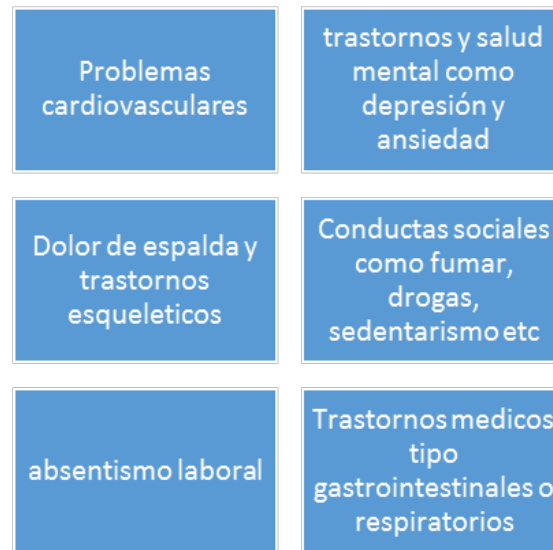 Problemas
cardiovasculares
trastornos y salud
mental como
depresión y
ansiedad
Dolor de espalda y
trastornos
esqueleticos
Conductas sociales
como fumar,
drogas,
sedentarismo etc
absentismo laboral
Trastornos medicos
tipo
gastrointestinales o
respiratorios